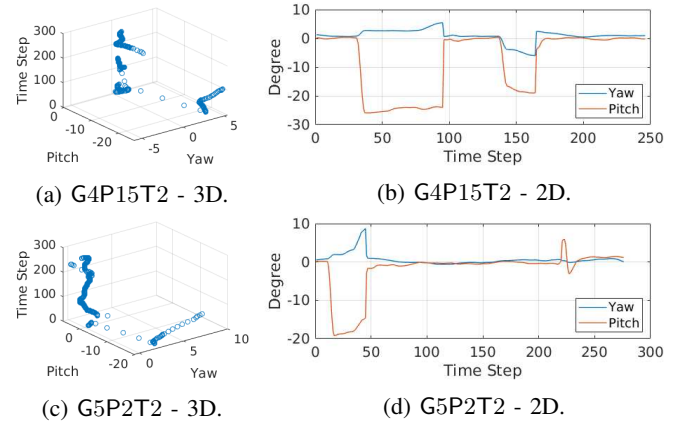 300
200
100
0
Time Step
0
-10
-20
Pitch
-5
0
5
Yaw
(a) G4P15T2 - 3D.
10
0
-10
-20
-30
Degree
0
50
100
150
200
250
Time Step
Yaw
Pitch
(b) G4P15T2 - 2D.
300
200
100
0
Time Step
0
-10
-20
Pitch
0
5
10
Yaw
(c) G5P2T2 - 3D.
10
0
10
20
Degree
0
50
100
150
200
250
300
Time Step
Yaw
Pitch
(d) G5P2T2 - 2D.